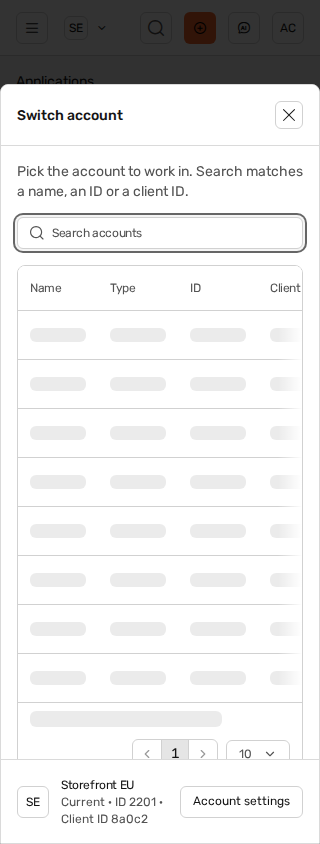 SE
AC
Applications
Switch account
Pick the account to work in. Search matches
a name, an ID or a client ID.
Search accounts
Name Type ID Client
1
10
SE
Storefront EU
Current • ID 2201 •
Client ID 8a0c2
Account settings